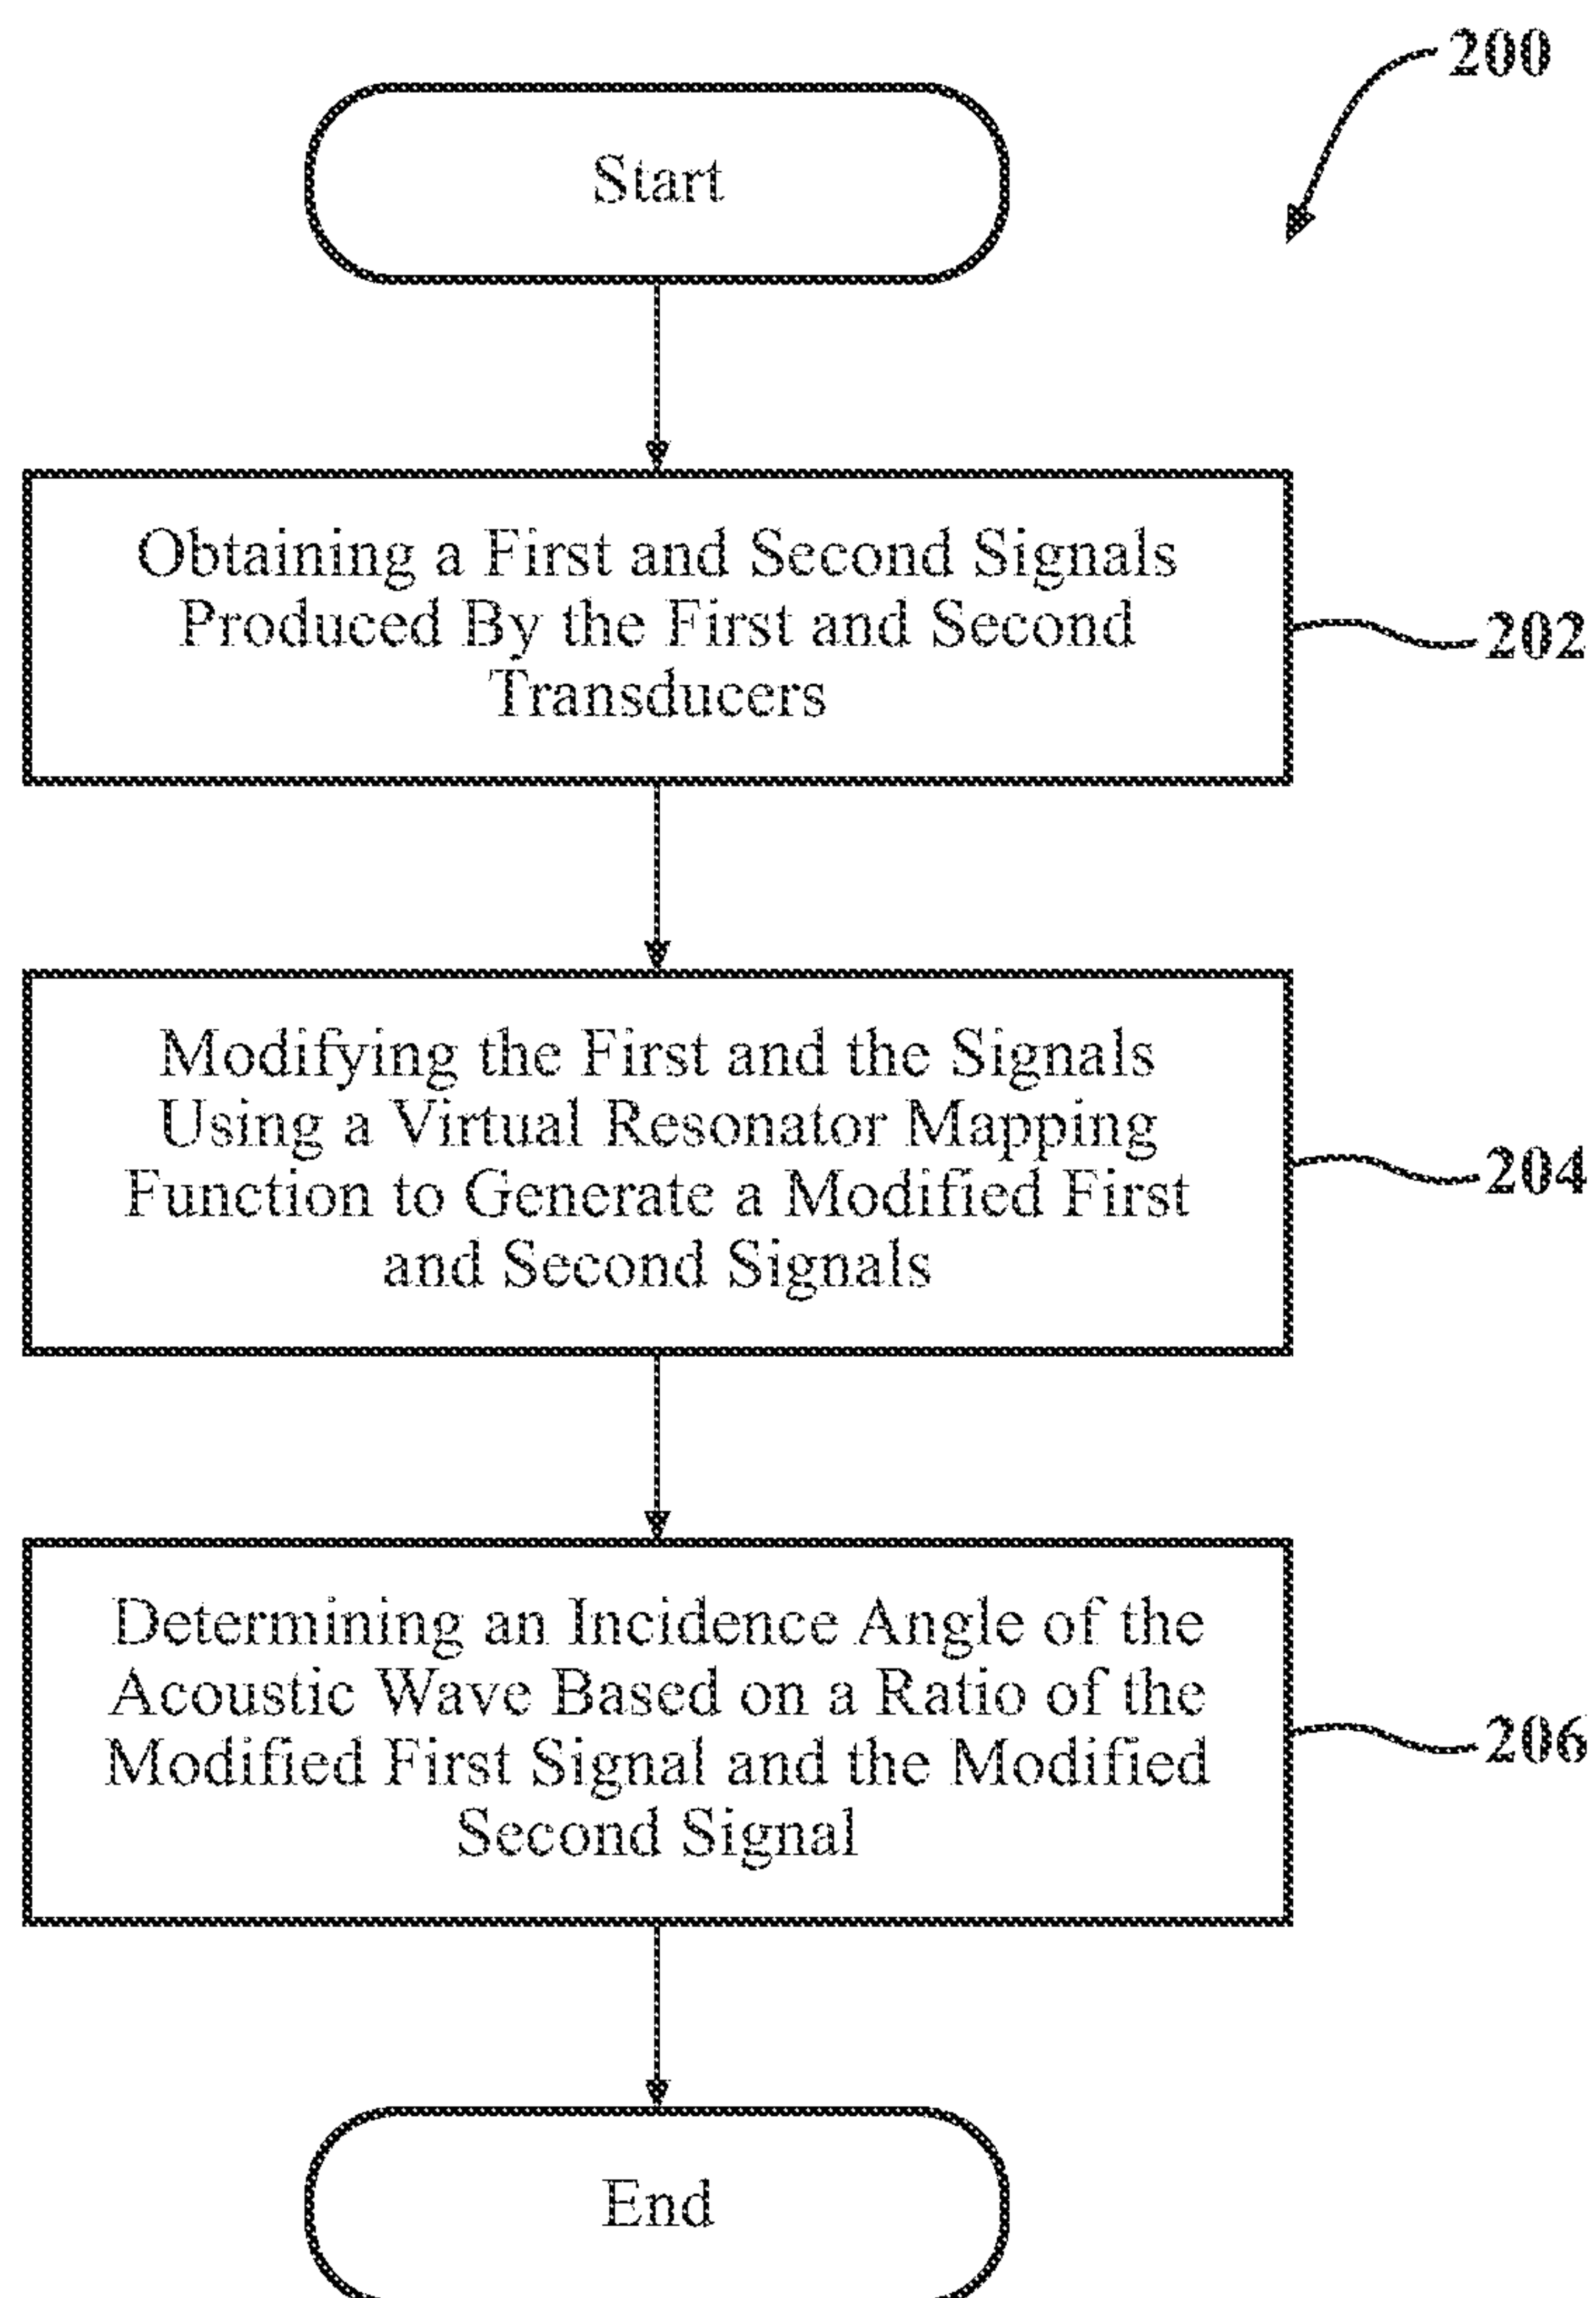 200
Start
Obtaining a First and Second Signals
Produced By the First and Second
Transducers
202
Modifying the First and the Signals
Using a Virtual Resonator Mapping
Function to Generate a Modified First
and Second Signals
204
Determining an Incidence Angle of the
Acoustic Wave Based on a Ratio of the
Modified First Signal and the Modified
Second Signal
206
End